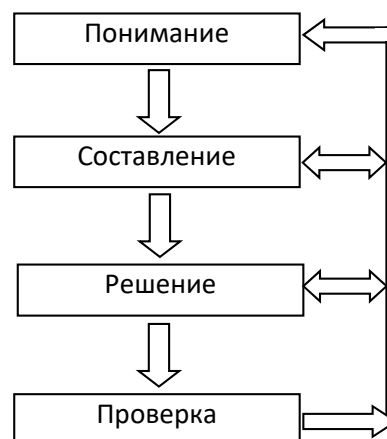 Понимание
Составление
Решение
Проверка